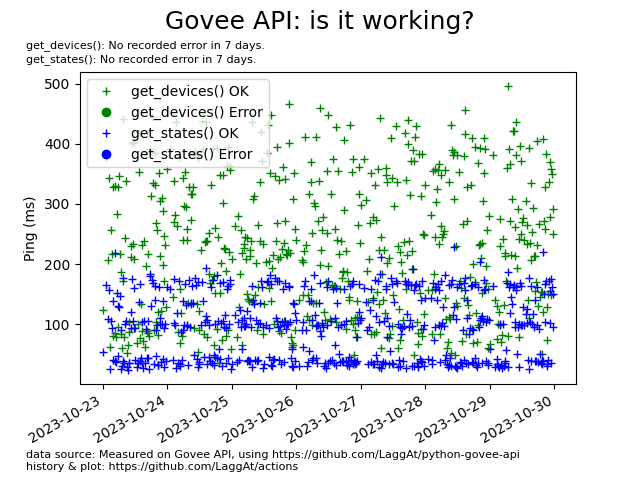 Govee API: is it working?
get_devices(): No recorded error in 7 days.
get_states(): No recorded error in 7 days.
500
400
300
200
100
Ping (ms)
get_devices() OK
get_devices() Error
get_states() OK
get_states() Error
2023-10-23
2023-10-24
2023-10-25
2023-10-26
2023-10-27
2023-10-28
2023-10-29
2023-10-30
data source: Measured on Govee API, using https://github.com/LaggAt/python-govee-api
history & plot: https://github.com/LaggAt/actions